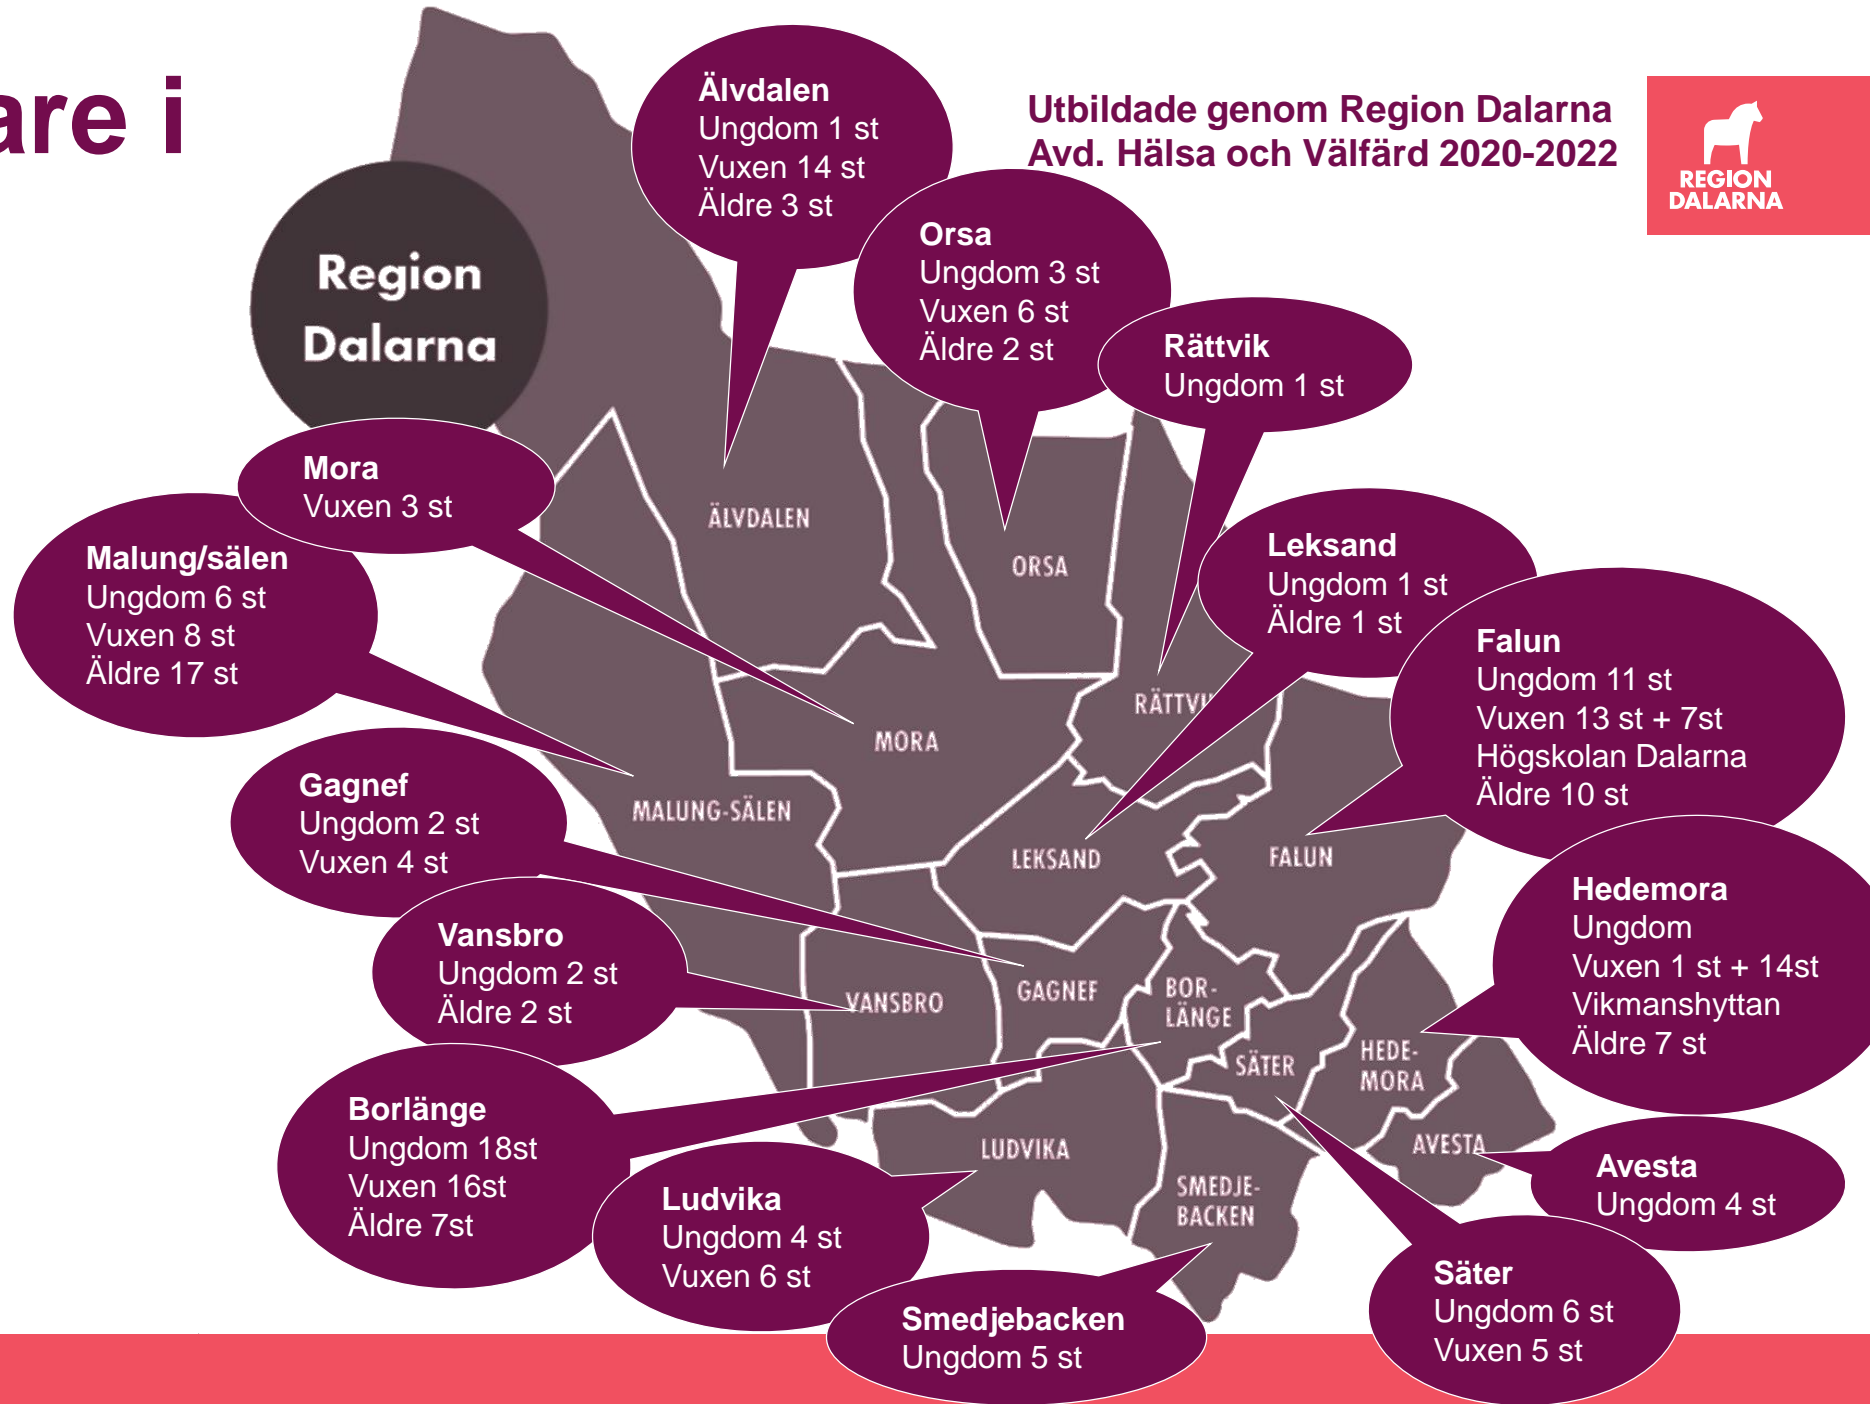 are i
Utbildade genom Region Dalarna
Avd. Hälsa och Välfärd 2020-2022
REGION
DALARNA
Region
Dalarna
Älvdalen
Ungdom 1 st
Vuxen 14 st
Äldre 3 st
Orsa
Ungdom 3 st
Vuxen 6 st
Äldre 2 st
Rättvik
Ungdom 1 st
Mora
Vuxen 3 st
Malung/sälen
Ungdom 6 st
Vuxen 8 st
Äldre 17 st
Leksand
Ungdom 1 st
Äldre 1 st
Falun
Ungdom 11 st
Vuxen 13 st + 7st
Högskolan Dalarna
Äldre 10 st
Gagnef
Ungdom 2 st
Vuxen 4 st
Vansbro
Ungdom 2 st
Äldre 2 st
Hedemora
Ungdom
Vuxen 1 st + 14st
Vikmanshyttan
Äldre 7 st
Borlänge
Ungdom 18st
Vuxen 16st
Äldre 7st
Ludvika
Ungdom 4 st
Vuxen 6 st
Smedjebacken
Ungdom 5 st
Säter
Ungdom 6 st
Vuxen 5 st
Avesta
Ungdom 4 st
ÄLVDALEN
ORSA
RÄTTVI
MORA
MALUNG-SÄLEN
LEKSAND
FALUN
VANSBRO
GAGNEF
BOR-
LÄNGE
SÄTER
HEDE-
MORA
AVESTA
LUDVIKA
SMEDJE-
BACKEN